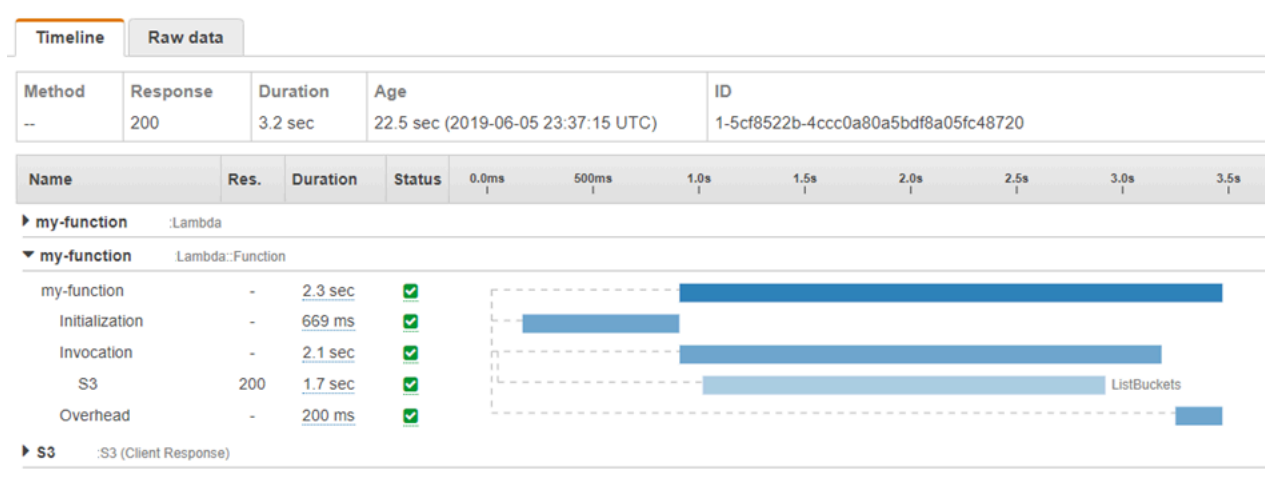 Timeline Raw data
Method Response Duration Age ID
-- 200 3.2 sec 22.5 sec (2019-06-05 23:37:15 UTC) 1-5cf8522b-4ccc0a80a5bdf8a05fc48720
Name Res. Duration Status 0.0ms 500ms 1.0s 1.5s 2.0s 2.5s 3.0s 3.5s
my-function :Lambda
my-function :Lambda::Function
my-function - 2.3 sec
Initialization - 669 ms
Invocation - 2.1 sec
S3 200 1.7 sec ListBuckets
Overhead - 200 ms
S3 :S3 (Client Response)